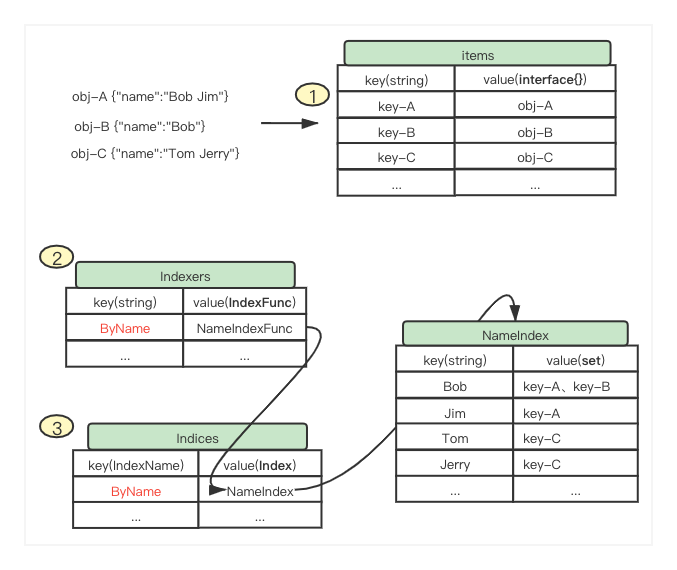 items
key(string) value(interface{})
obj-A {"name":"Bob Jim"}
1
key-A obj-A
obj-B {"name":"Bob"}
key-B obj-B
obj-C {"name":"Tom Jerry"}
key-C obj-C
... ...
2
Indexers
key(string) value(IndexFunc)
ByName NameIndexFunc
... ...
NameIndex
key(string) value(set)
Bob key-A、key-B
Jim key-A
Tom key-C
Jerry key-C
... ...
3
Indices
key(IndexName) value(Index)
ByName NameIndex
... ...